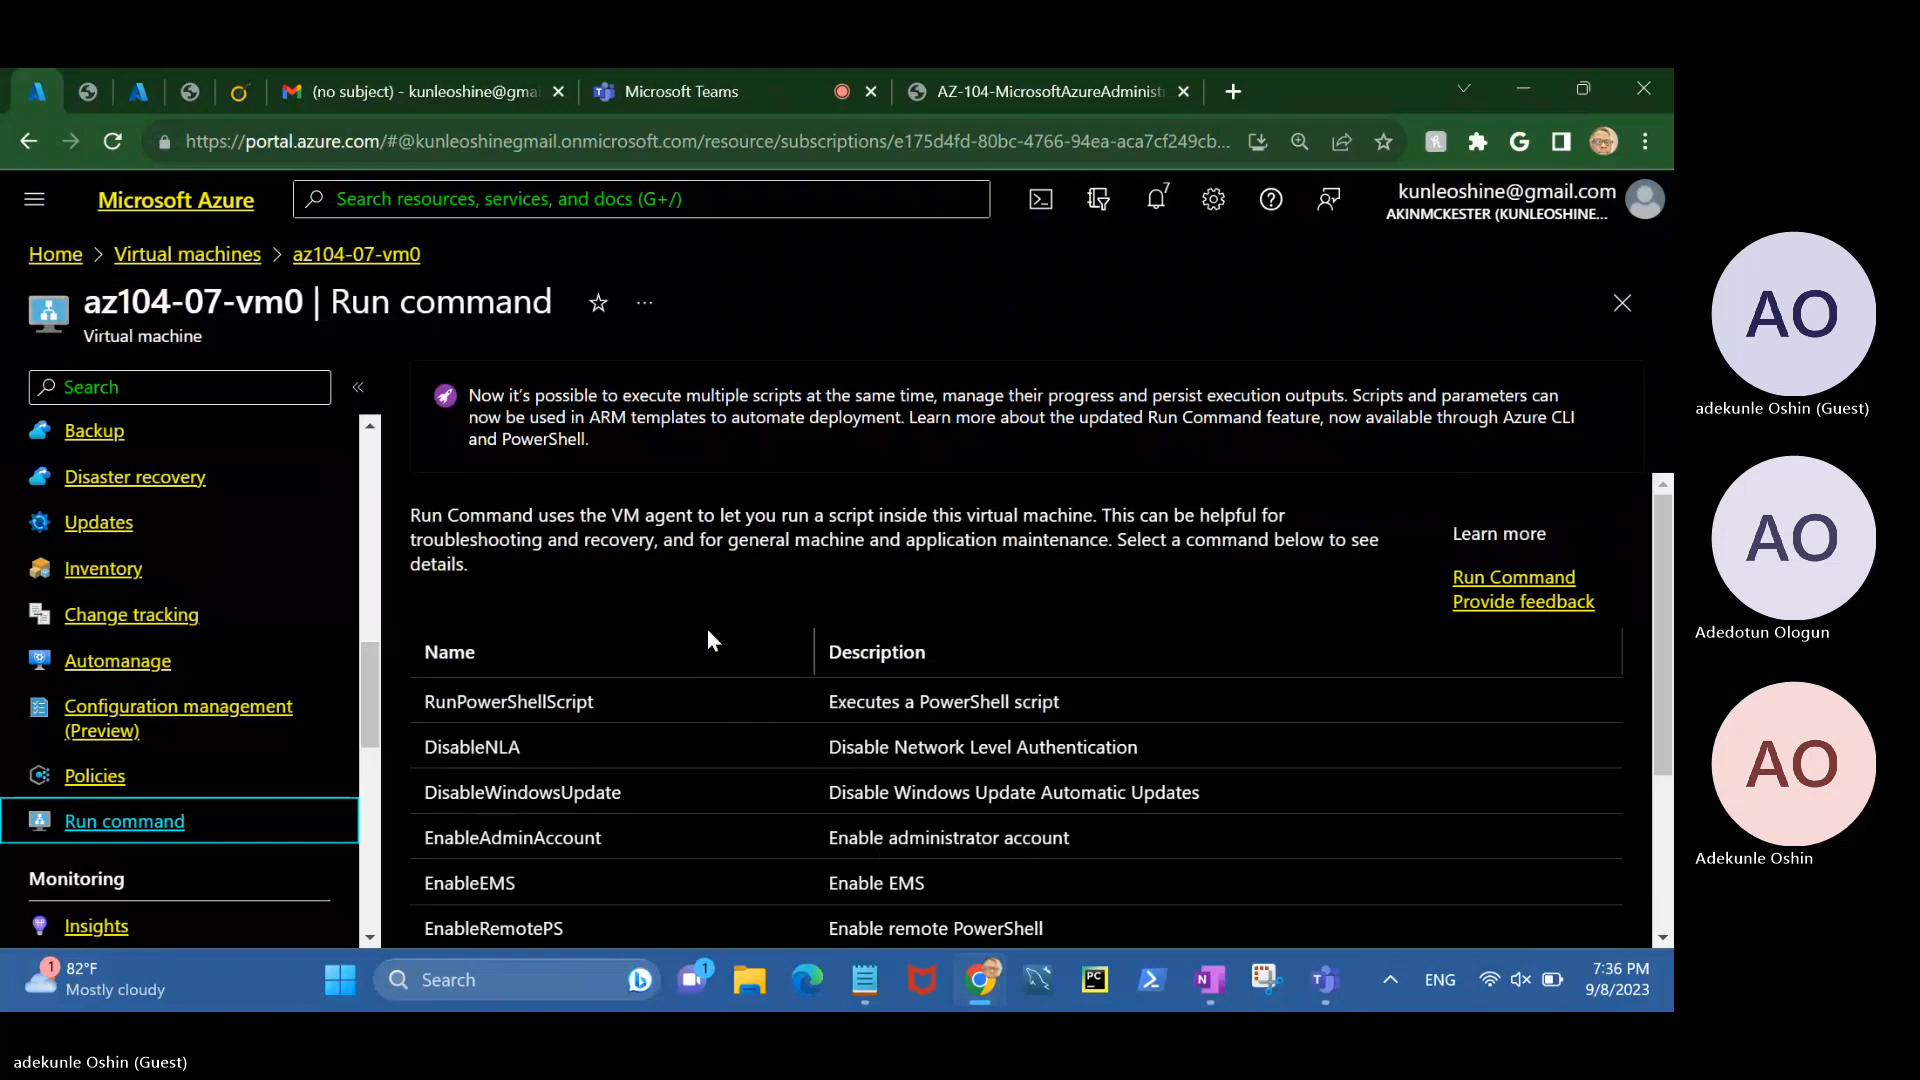 (no subject) - kunleoshine@gma
Microsoft Teams
AZ-104-MicrosoftAzureAdminist
https://portal.azure.com/#@kunleoshinegmail.onmicrosoft.com/resource/subscriptions/e175d4fd-80bc-4766-94ea-aca7cf249cb...
Microsoft Azure
Search resources, services, and docs (G+/)
7
kunleoshine@gmail.com
AKINMCKESTER (KUNLEOSHINE...
Home > Virtual machines > az104-07-vm0
az104-07-vm0 | Run command
Virtual machine
Search
Backup
Disaster recovery
Updates
Inventory
Change tracking
Automanage
Configuration management
(Preview)
Policies
Run command
Monitoring
Insights
Now it's possible to execute multiple scripts at the same time, manage their progress and persist execution outputs. Scripts and parameters can
now be used in ARM templates to automate deployment. Learn more about the updated Run Command feature, now available through Azure CLI
and PowerShell.
Run Command uses the VM agent to let you run a script inside this virtual machine. This can be helpful for
troubleshooting and recovery, and for general machine and application maintenance. Select a command below to see
details.
Learn more
Run Command
Provide feedback
Name Description
RunPowerShellScript Executes a PowerShell script
DisableNLA Disable Network Level Authentication
DisableWindowsUpdate Disable Windows Update Automatic Updates
EnableAdminAccount Enable administrator account
EnableEMS Enable EMS
EnableRemotePS Enable remote PowerShell
1
82°F
Mostly cloudy
Search
1
PC
N
T
ENG
7:36 PM
9/8/2023
AO
adekunle Oshin (Guest)
AO
Adedotun Ologun
AO
Adekunle Oshin
adekunle Oshin (Guest)